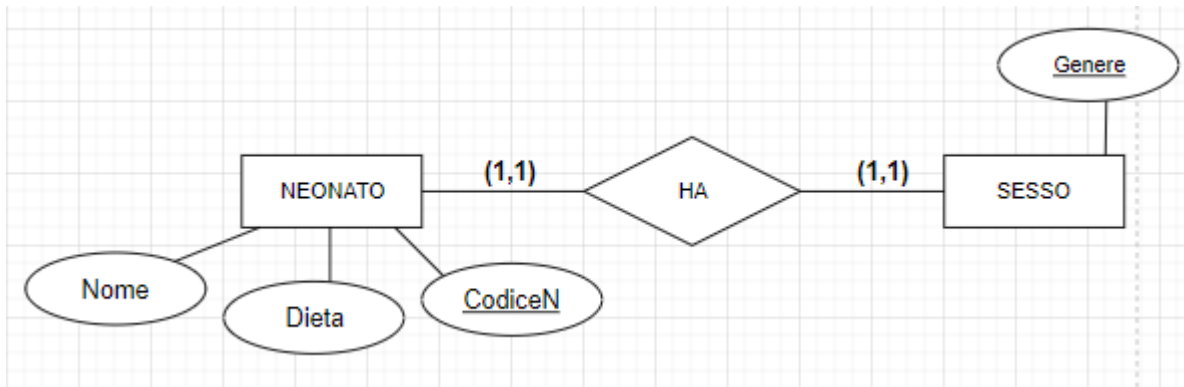 Genere
NEONATO
(1,1)
HA
(1,1)
SESSO
Nome
Dieta
CodiceN